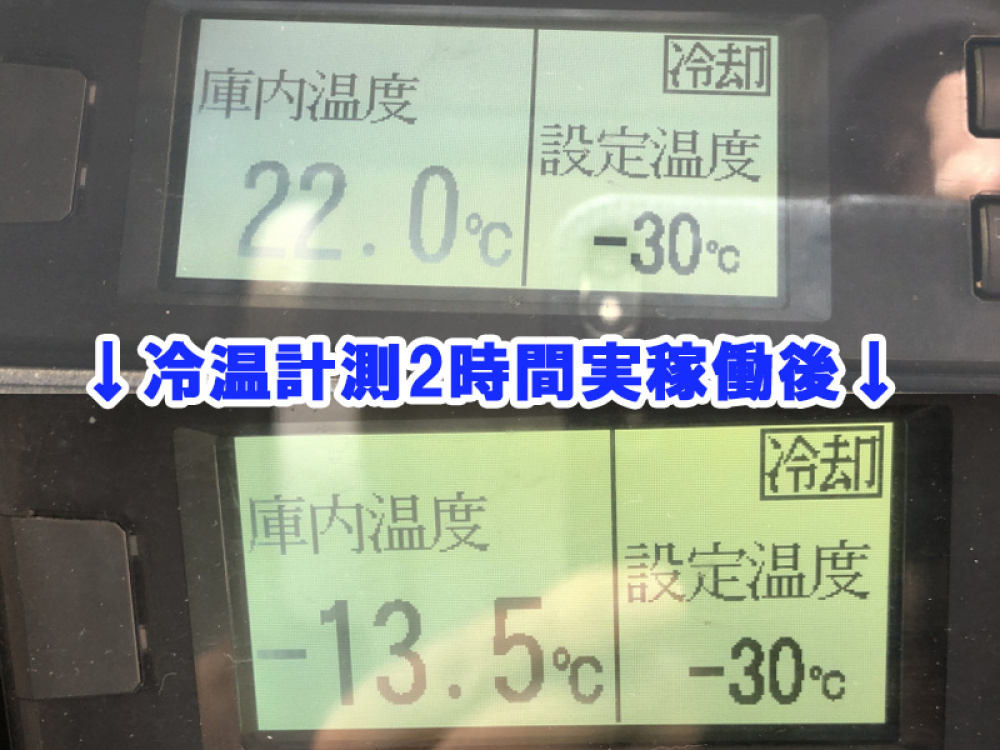 冷却
庫内温度
設定温度
22.0℃
-30℃
↓冷温計測2時間実稼働後↓
冷却
庫内温度
設定温度
-13.5℃
-30℃